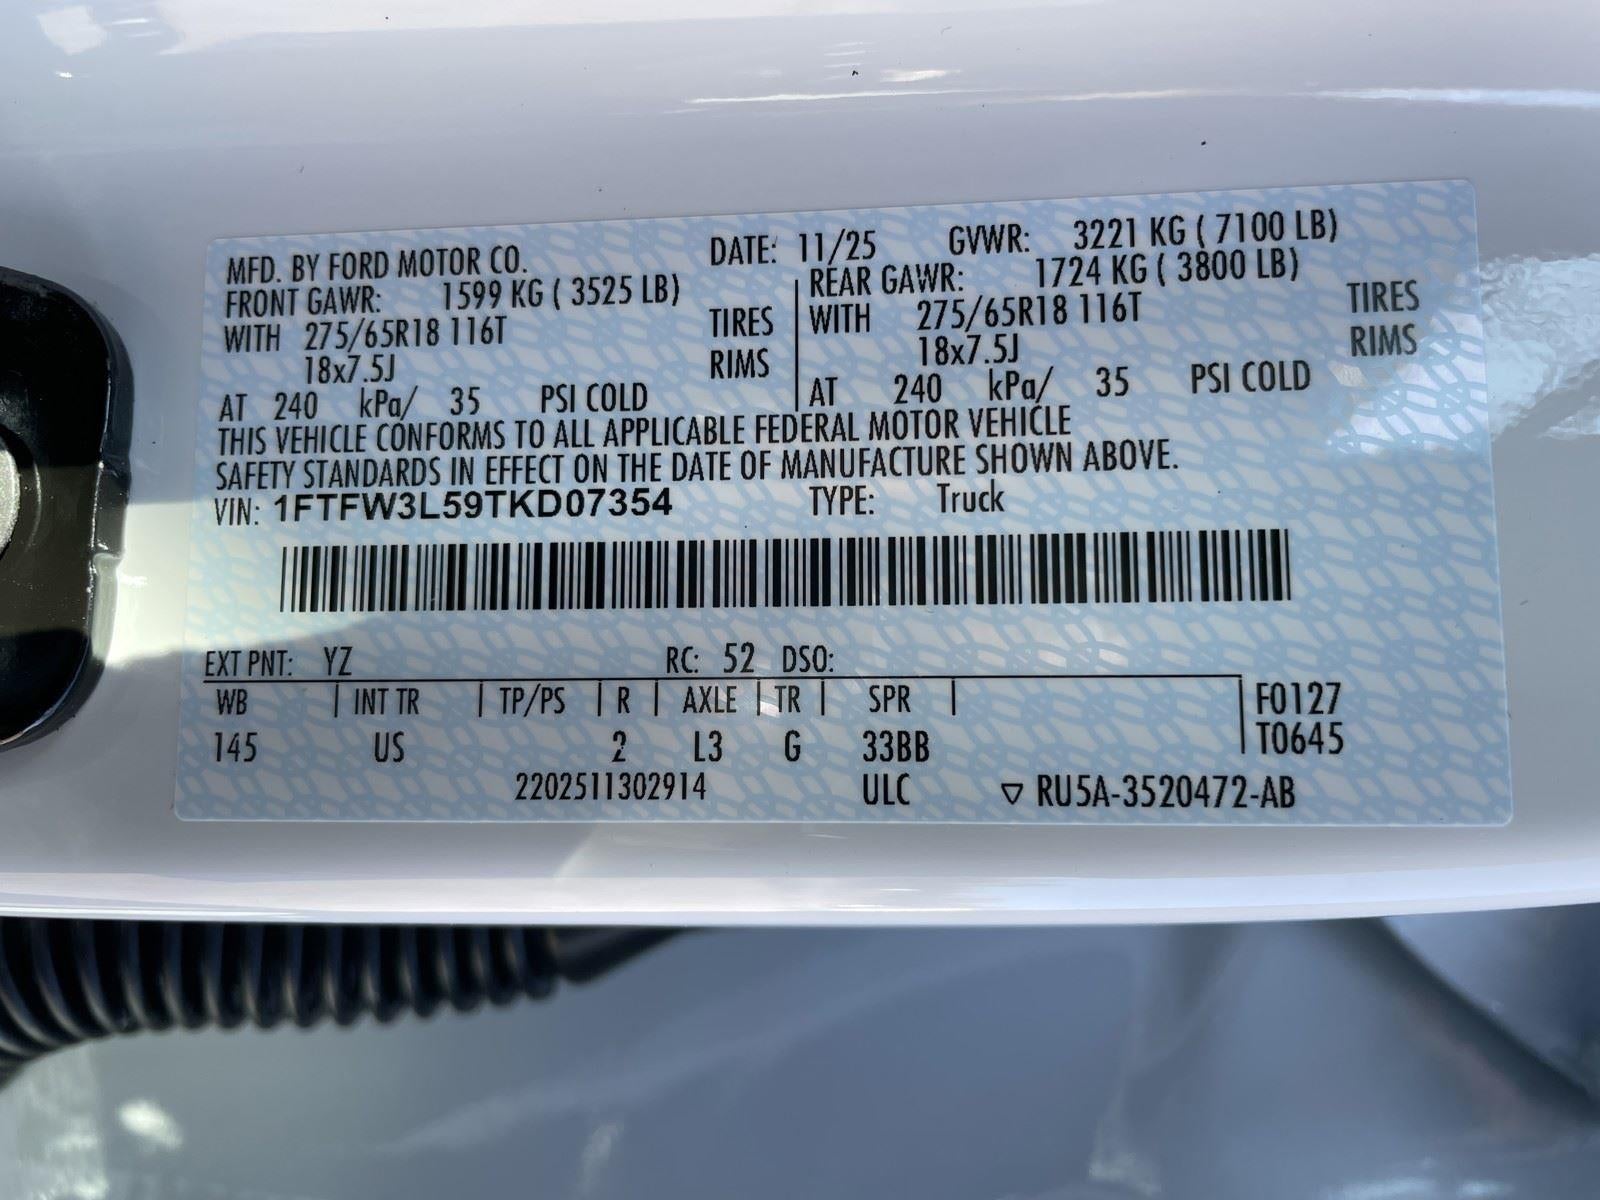 MFD. BY FORD MOTOR CO. DATE: 11/25 GVWR: 3221 KG ( 7100 LB)
FRONT GAWR: 1599 KG ( 3525 LB) REAR GAWR: 1724 KG ( 3800 LB)
WITH 275/65R18 116T TIRES WITH 275/65R18 116T TIRES
18x7.5J RIMS 18x7.5J RIMS
AT 240 kPa/ 35 PSI COLD AT 240 kPa/ 35 PSI COLD
THIS VEHICLE CONFORMS TO ALL APPLICABLE FEDERAL MOTOR VEHICLE
SAFETY STANDARDS IN EFFECT ON THE DATE OF MANUFACTURE SHOWN ABOVE.
VIN: 1FTFW3L59TKD07354 TYPE: Truck
EXT PNT: YZ RC: 52 DSO:
WB | INT TR | TP/PS | R | AXLE | TR | SPR | F0127
145 US 2 L3 G 33BB T0645
2202511302914 ULC ▽ RU5A-3520472-AB